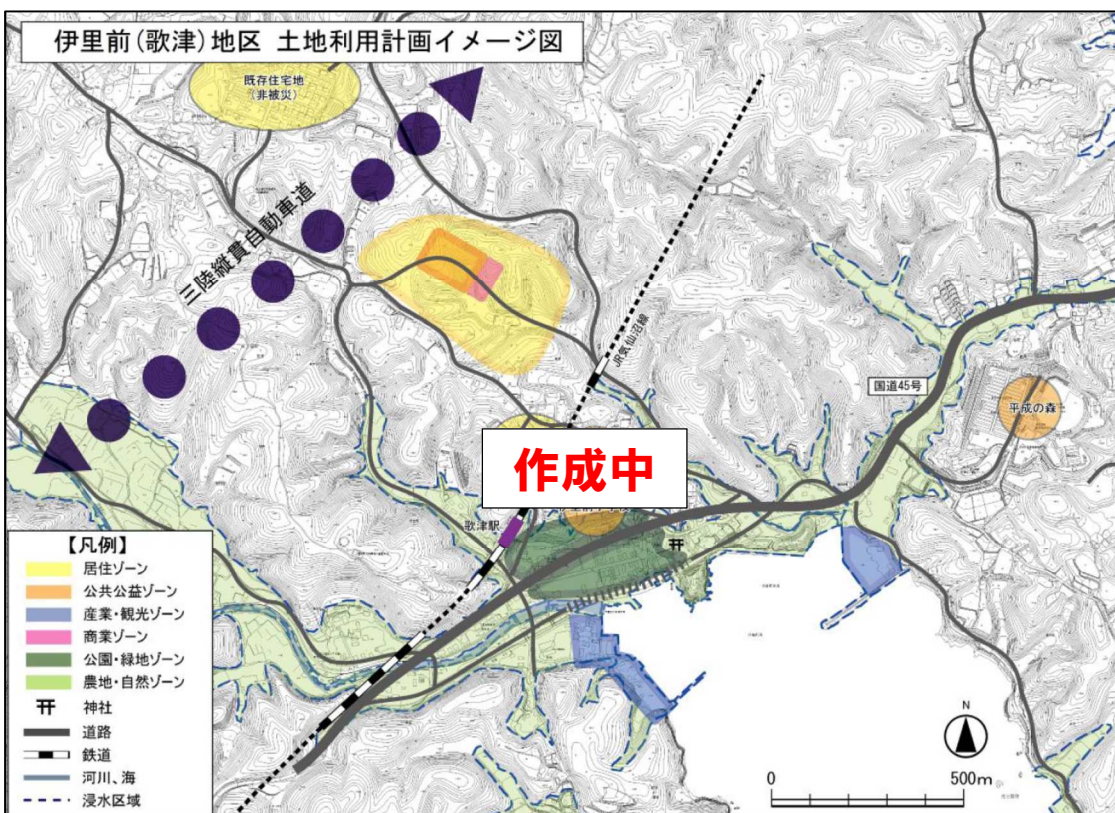 伊里前(歌津)地区 土地利用計画イメージ図
既存住宅地
(非被災)
三陸縦貫自動車道
JR気仙沼線
国道45号
平成の森
作成中
歌津駅
【凡例】
居住ゾーン
公共公益ゾーン
産業・観光ゾーン
商業ゾーン
公園・緑地ゾーン
農地・自然ゾーン
神社
道路
鉄道
河川、海
浸水区域
N
0 500m